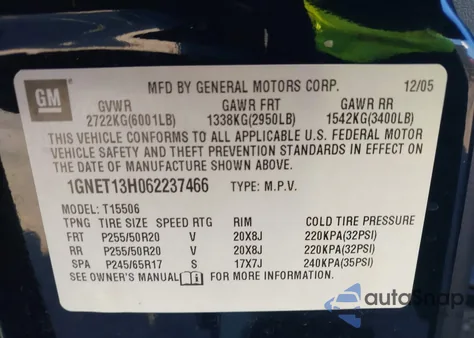 GM
MFD BY GENERAL MOTORS CORP. 12/05
GVWR GAWR FRT GAWR RR
2722KG(6001LB) 1338KG(2950LB) 1542KG(3400LB)
THIS VEHICLE CONFORMS TO ALL APPLICABLE U.S. FEDERAL MOTOR
VEHICLE SAFETY AND THEFT PREVENTION STANDARDS IN EFFECT ON
THE DATE OF MANUFACTURE SHOWN ABOVE.
1GNET13H062237466 TYPE: M.P.V.
MODEL: T15506
TPNG TIRE SIZE SPEED RTG RIM COLD TIRE PRESSURE
FRT P255/50R20 V 20X8J 220KPA(32PSI)
RR P255/50R20 V 20X8J 220KPA(32PSI)
SPA P245/65R17 S 17X7J 240KPA(35PSI)
SEE OWNER'S MANUAL FOR MORE INFORMATION.
autoSnap